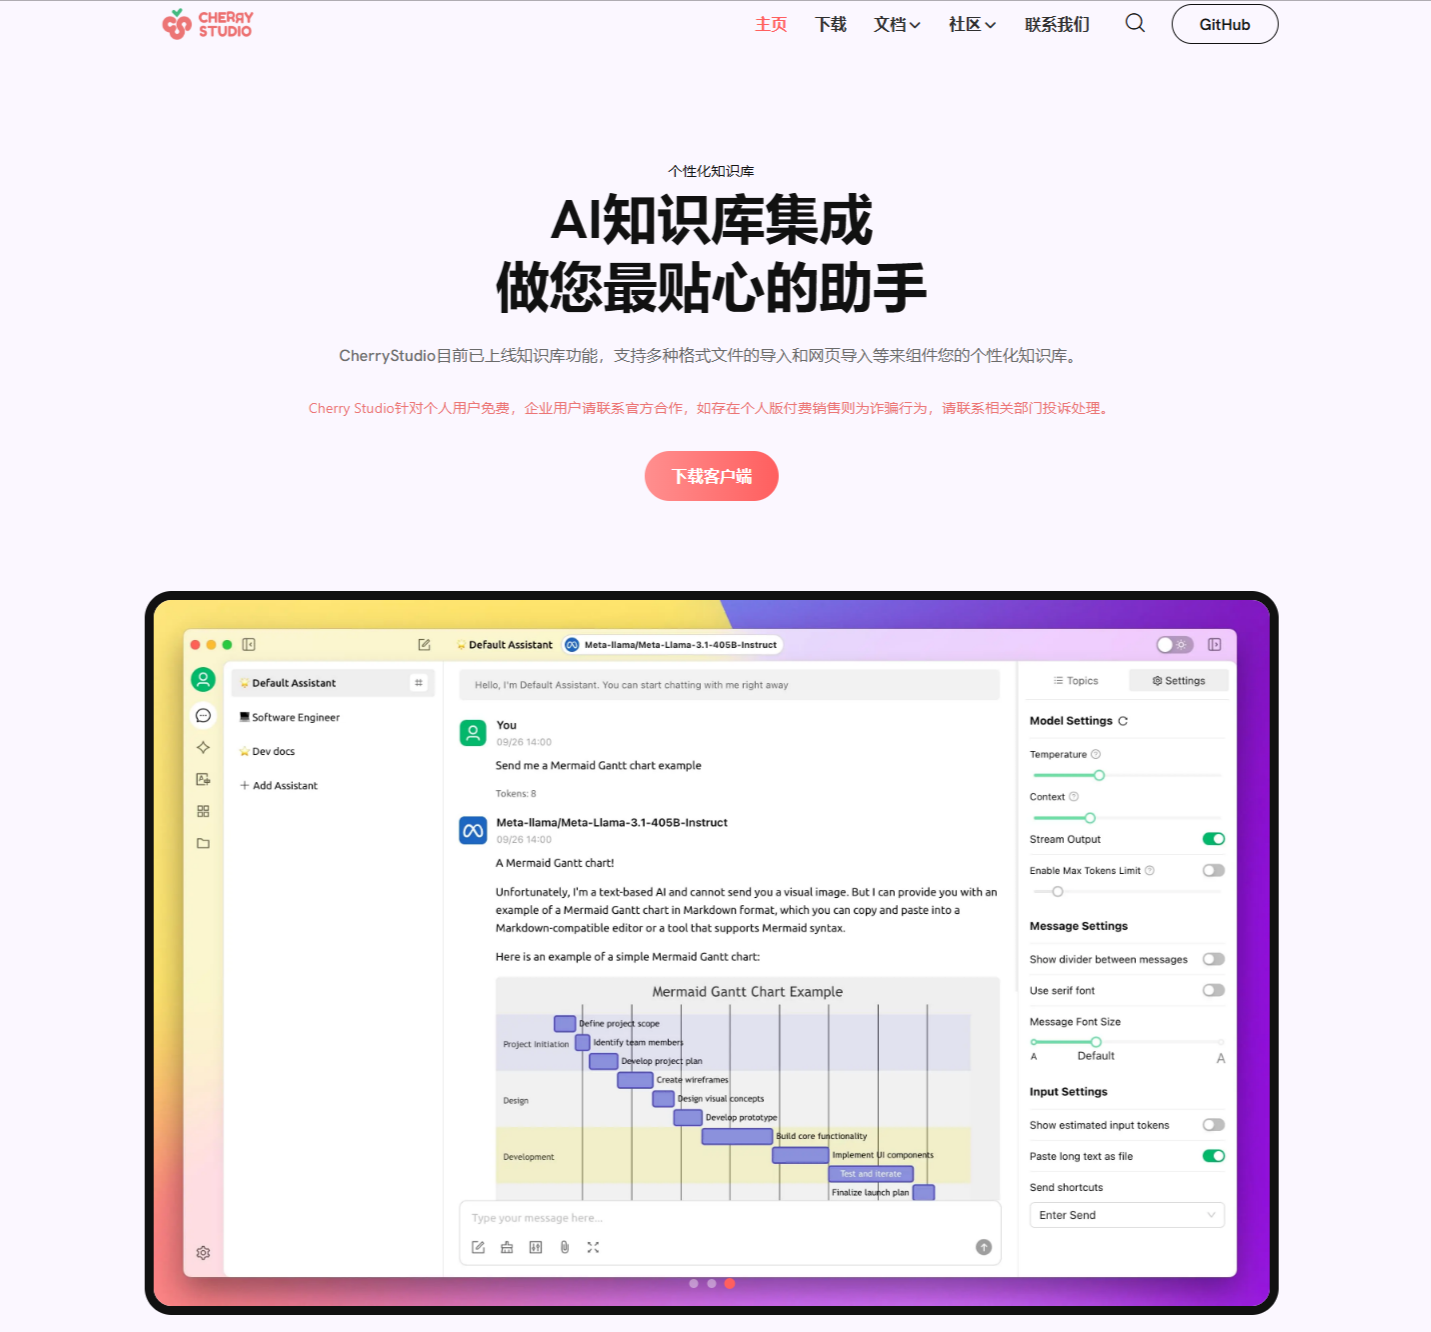 CHERRY
STUDIO
主页 下载 文档 社区 联系我们 GitHub
个性化知识库
AI知识库集成
做您最贴心的助手
CherryStudio目前已上线知识库功能，支持多种格式文件的导入和网页导入等来组件您的个性化知识库。
Cherry Studio针对个人用户免费，企业用户请联系官方合作，如存在个人版付费销售则为诈骗行为，请联系相关部门投诉处理。
下载客户端
Default Assistant Meta-llama/Meta-Llama-3.1-405B-Instruct
Default Assistant
Software Engineer
Dev docs
Add Assistant
Hello, I'm Default Assistant. You can start chatting with me right away
You
09/26 14:00
Send me a Mermaid Gantt chart example
Tokens: 8
Meta-llama/Meta-Llama-3.1-405B-Instruct
09/26 14:00
A Mermaid Gantt chart!
Unfortunately, I'm a text-based AI and cannot send you a visual image. But I can provide you with an
example of a Mermaid Gantt chart in Markdown format, which you can copy and paste into a
Markdown-compatible editor or a tool that supports Mermaid syntax.
Here is an example of a simple Mermaid Gantt chart:
Mermaid Gantt Chart Example
Define project scope
Project Initiation
Identify team members
Develop project plan
Create wireframes
Design
Design visual concepts
Develop prototype
Build core functionality
Development
Implement UI components
Test and iterate
Finalize launch plan
Type your message here...
Topics Settings
Model Settings
Temperature
Context
Stream Output
Enable Max Tokens Limit
Message Settings
Show divider between messages
Use serif font
Message Font Size
A Default A
Input Settings
Show estimated input tokens
Paste long text as file
Send shortcuts
Enter Send